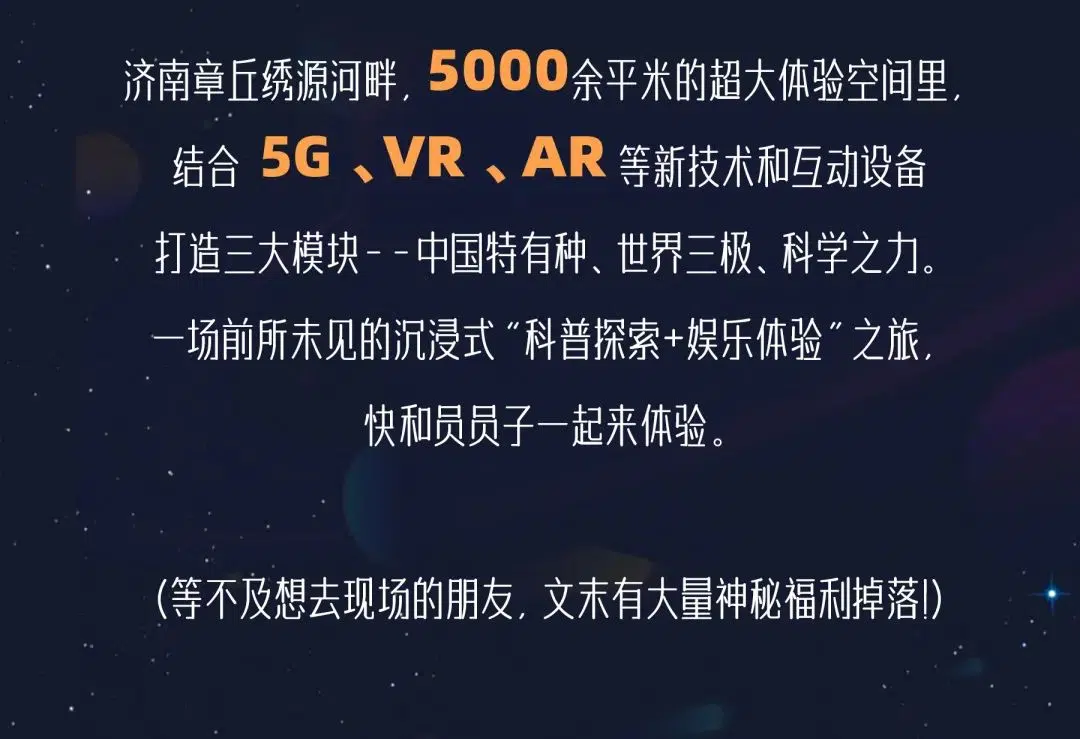 济南章丘绣源河畔，5000余平米的超大体验空间里，
结合 5G、VR、AR 等新技术和互动设备
打造三大模块--中国特有种、世界三极、科学之力。
一场前所未见的沉浸式“科普探索+娱乐体验”之旅，
快和员员子一起来体验。
（等不及想去现场的朋友，文末有大量神秘福利掉落!）